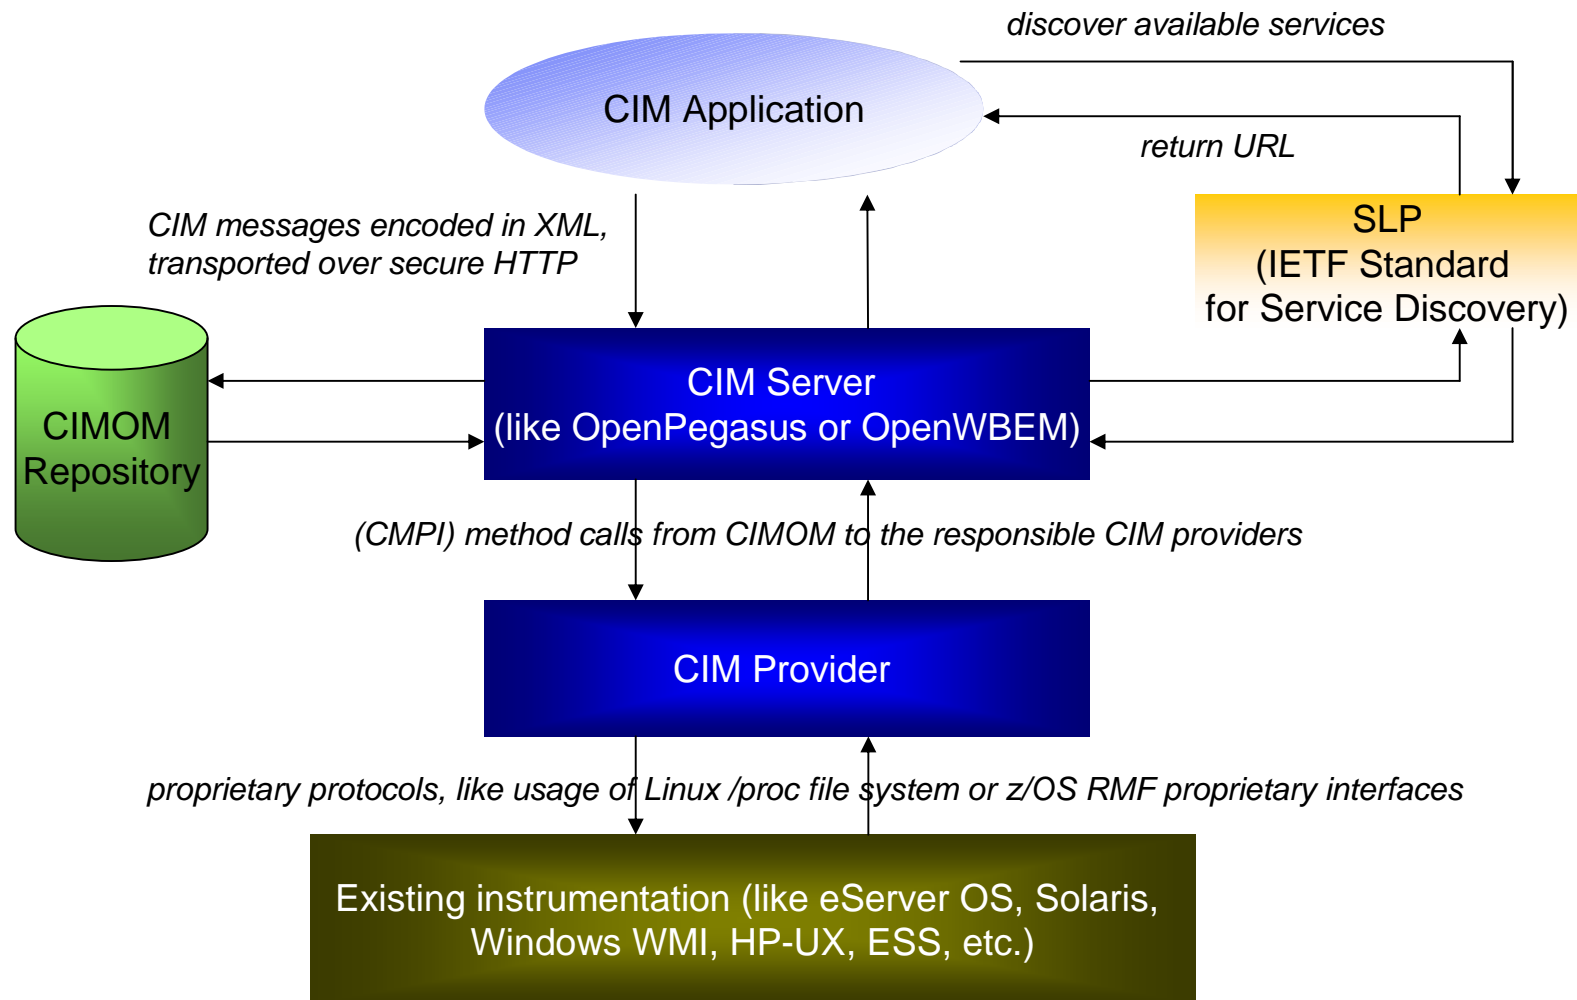 discover available services
CIM Application
return URL
CIM messages encoded in XML,
transported over secure HTTP
SLP
(IETF Standard
for Service Discovery)
CIMOM
Repository
CIM Server
(like OpenPegasus or OpenWBEM)
(CMPI) method calls from CIMOM to the responsible CIM providers
CIM Provider
proprietary protocols, like usage of Linux /proc file system or z/OS RMF proprietary interfaces
Existing instrumentation (like eServer OS, Solaris,
Windows WMI, HP-UX, ESS, etc.)